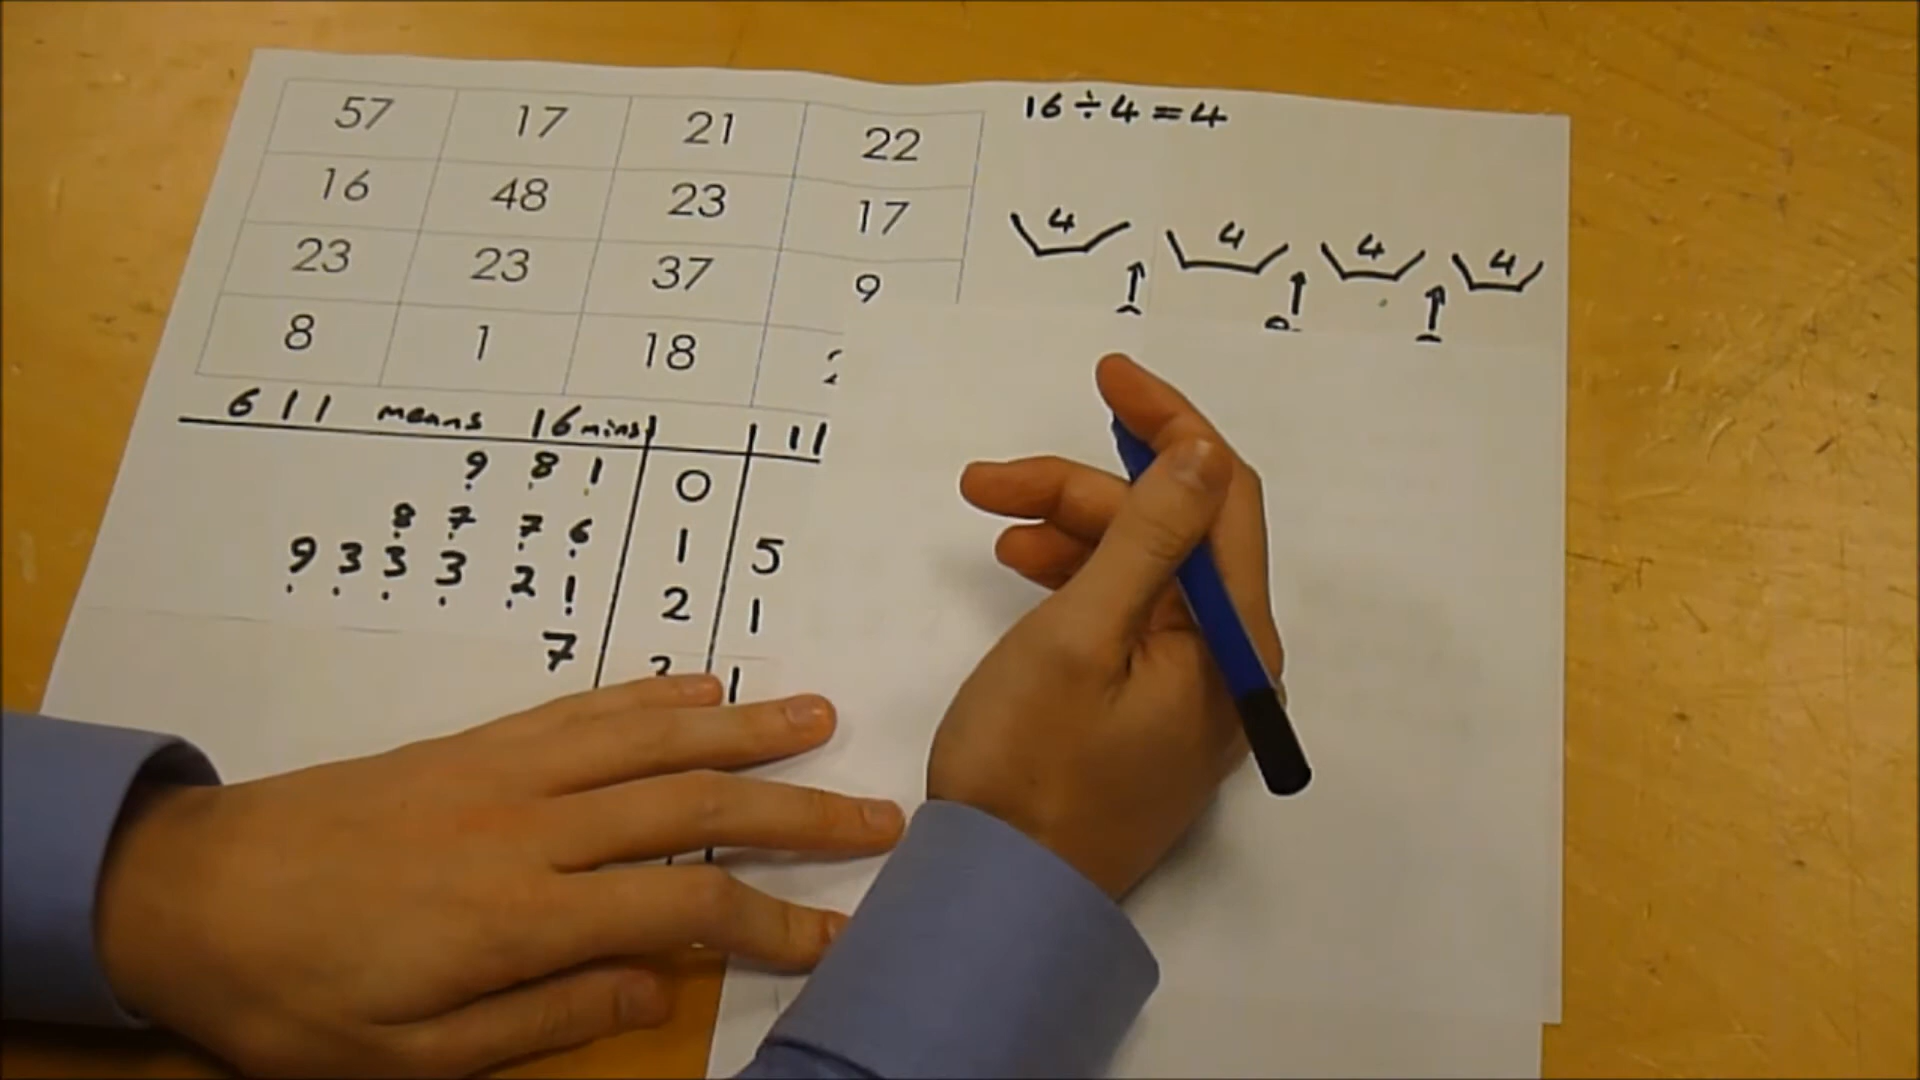 57 17 21 22
16 48 23 17
23 23 37 9
8 1 18
16 ÷ 4 = 4
4 4 4 4
6 | 1 | means 16 mins | 1 |
9 8 1 | 0 |
8 7 7 6 | 1 | 5
9 3 3 3 2 1 | 2 | 1
7 | | 1